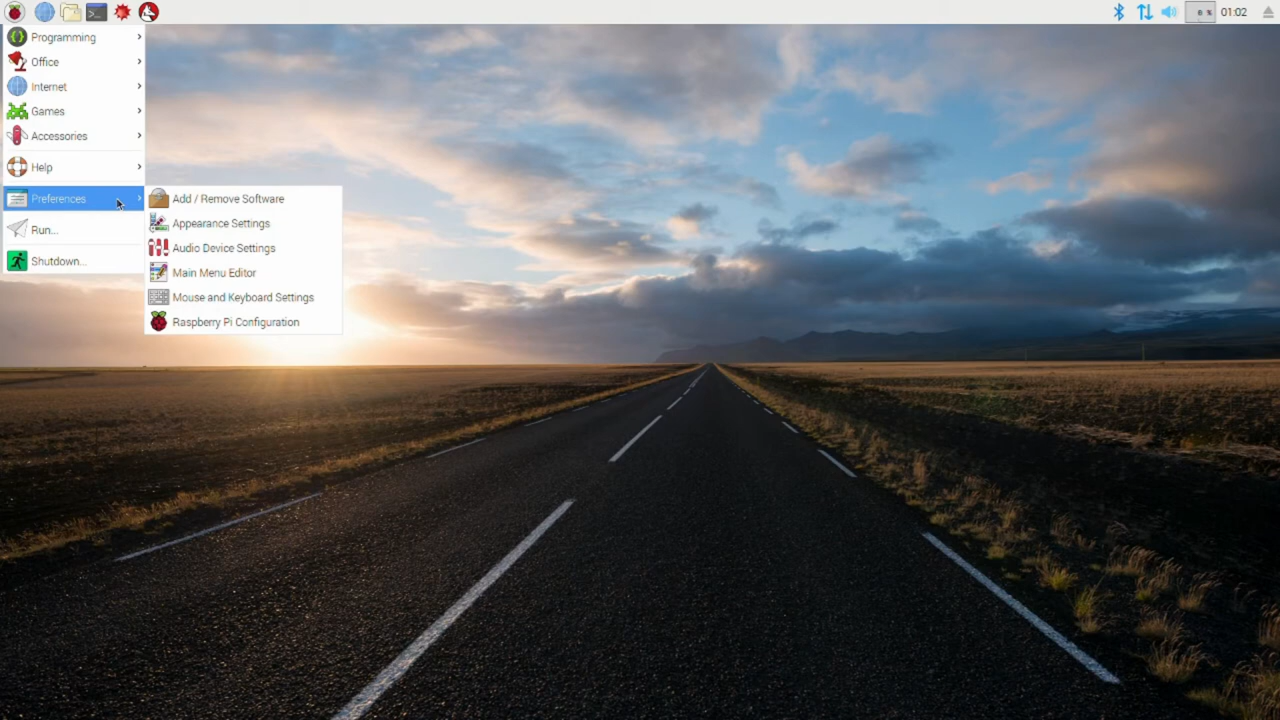 01:02
Programming
Office
Internet
Games
Accessories
Help
Preferences
Run...
Shutdown...
Add / Remove Software
Appearance Settings
Audio Device Settings
Main Menu Editor
Mouse and Keyboard Settings
Raspberry Pi Configuration